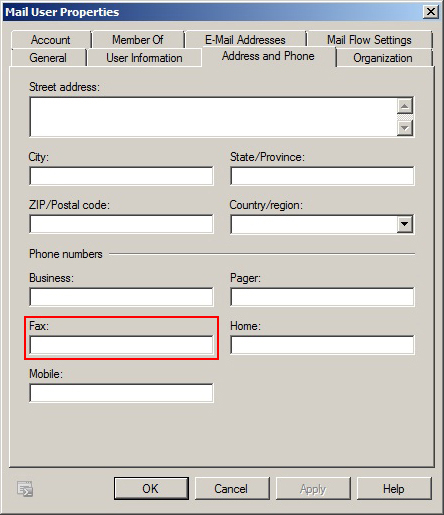 Mail User Properties
Account Member Of E-Mail Addresses Mail Flow Settings
General User Information Address and Phone Organization
Street address:
City: State/Province:
ZIP/Postal code: Country/region:
Phone numbers
Business: Pager:
Fax: Home:
Mobile:
OK Cancel Apply Help